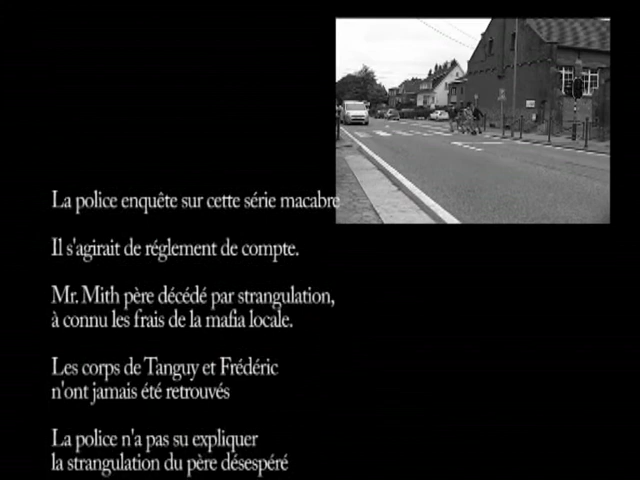 La police enquête sur cette série macabre
Il s'agirait de réglement de compte.
Mr. Mith père décédé par strangulation,
à connu les frais de la mafia locale.
Les corps de Tanguy et Frédéric
n'ont jamais été retrouvés
La police n'a pas su expliquer
la strangulation du père désespéré